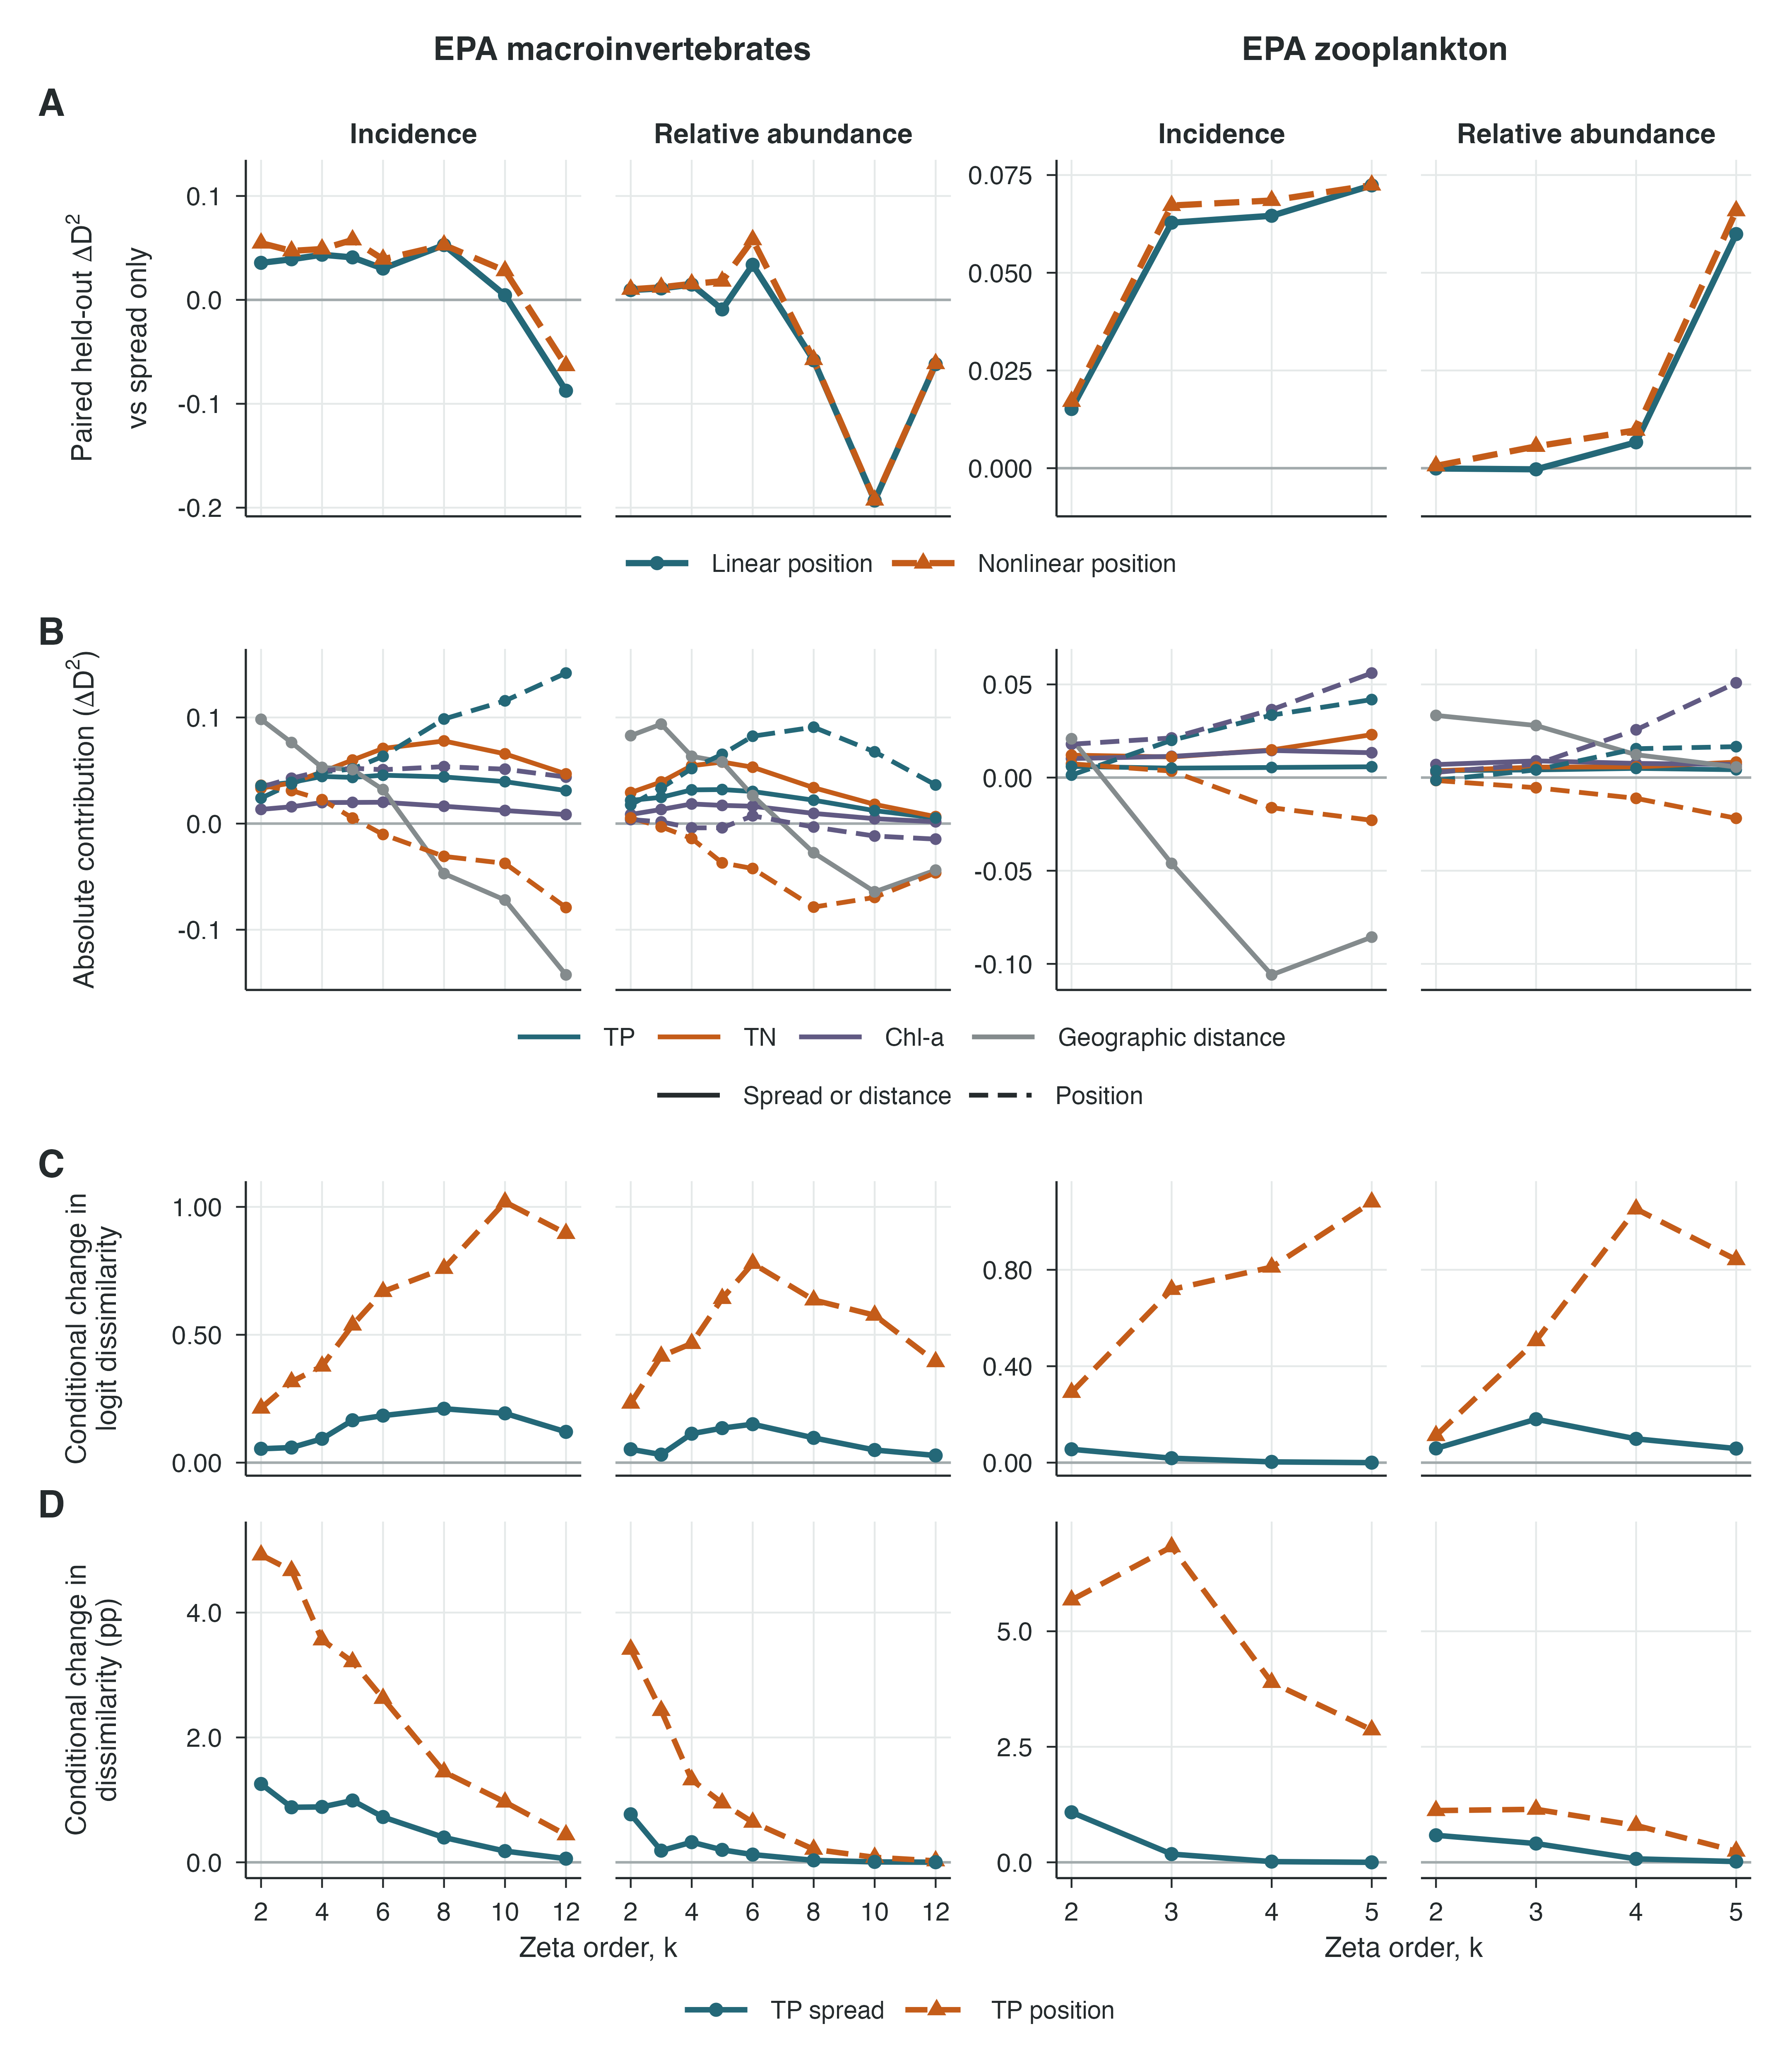 EPA macroinvertebrates
EPA zooplankton
A
Incidence
Relative abundance
Incidence
Relative abundance
Paired held-out ΔD²
vs spread only
0.1
0.0
-0.1
-0.2
0.075
0.050
0.025
0.000
Linear position
Nonlinear position
B
Absolute contribution (ΔD²)
0.1
0.0
-0.1
0.05
0.00
-0.05
-0.10
TP
TN
Chl-a
Geographic distance
Spread or distance
Position
C
Conditional change in
logit dissimilarity
1.00
0.50
0.00
0.80
0.40
0.00
D
Conditional change in
dissimilarity (pp)
4.0
2.0
0.0
5.0
2.5
0.0
2 4 6 8 10 12
2 4 6 8 10 12
2 3 4 5
2 3 4 5
Zeta order, k
Zeta order, k
TP spread
TP position